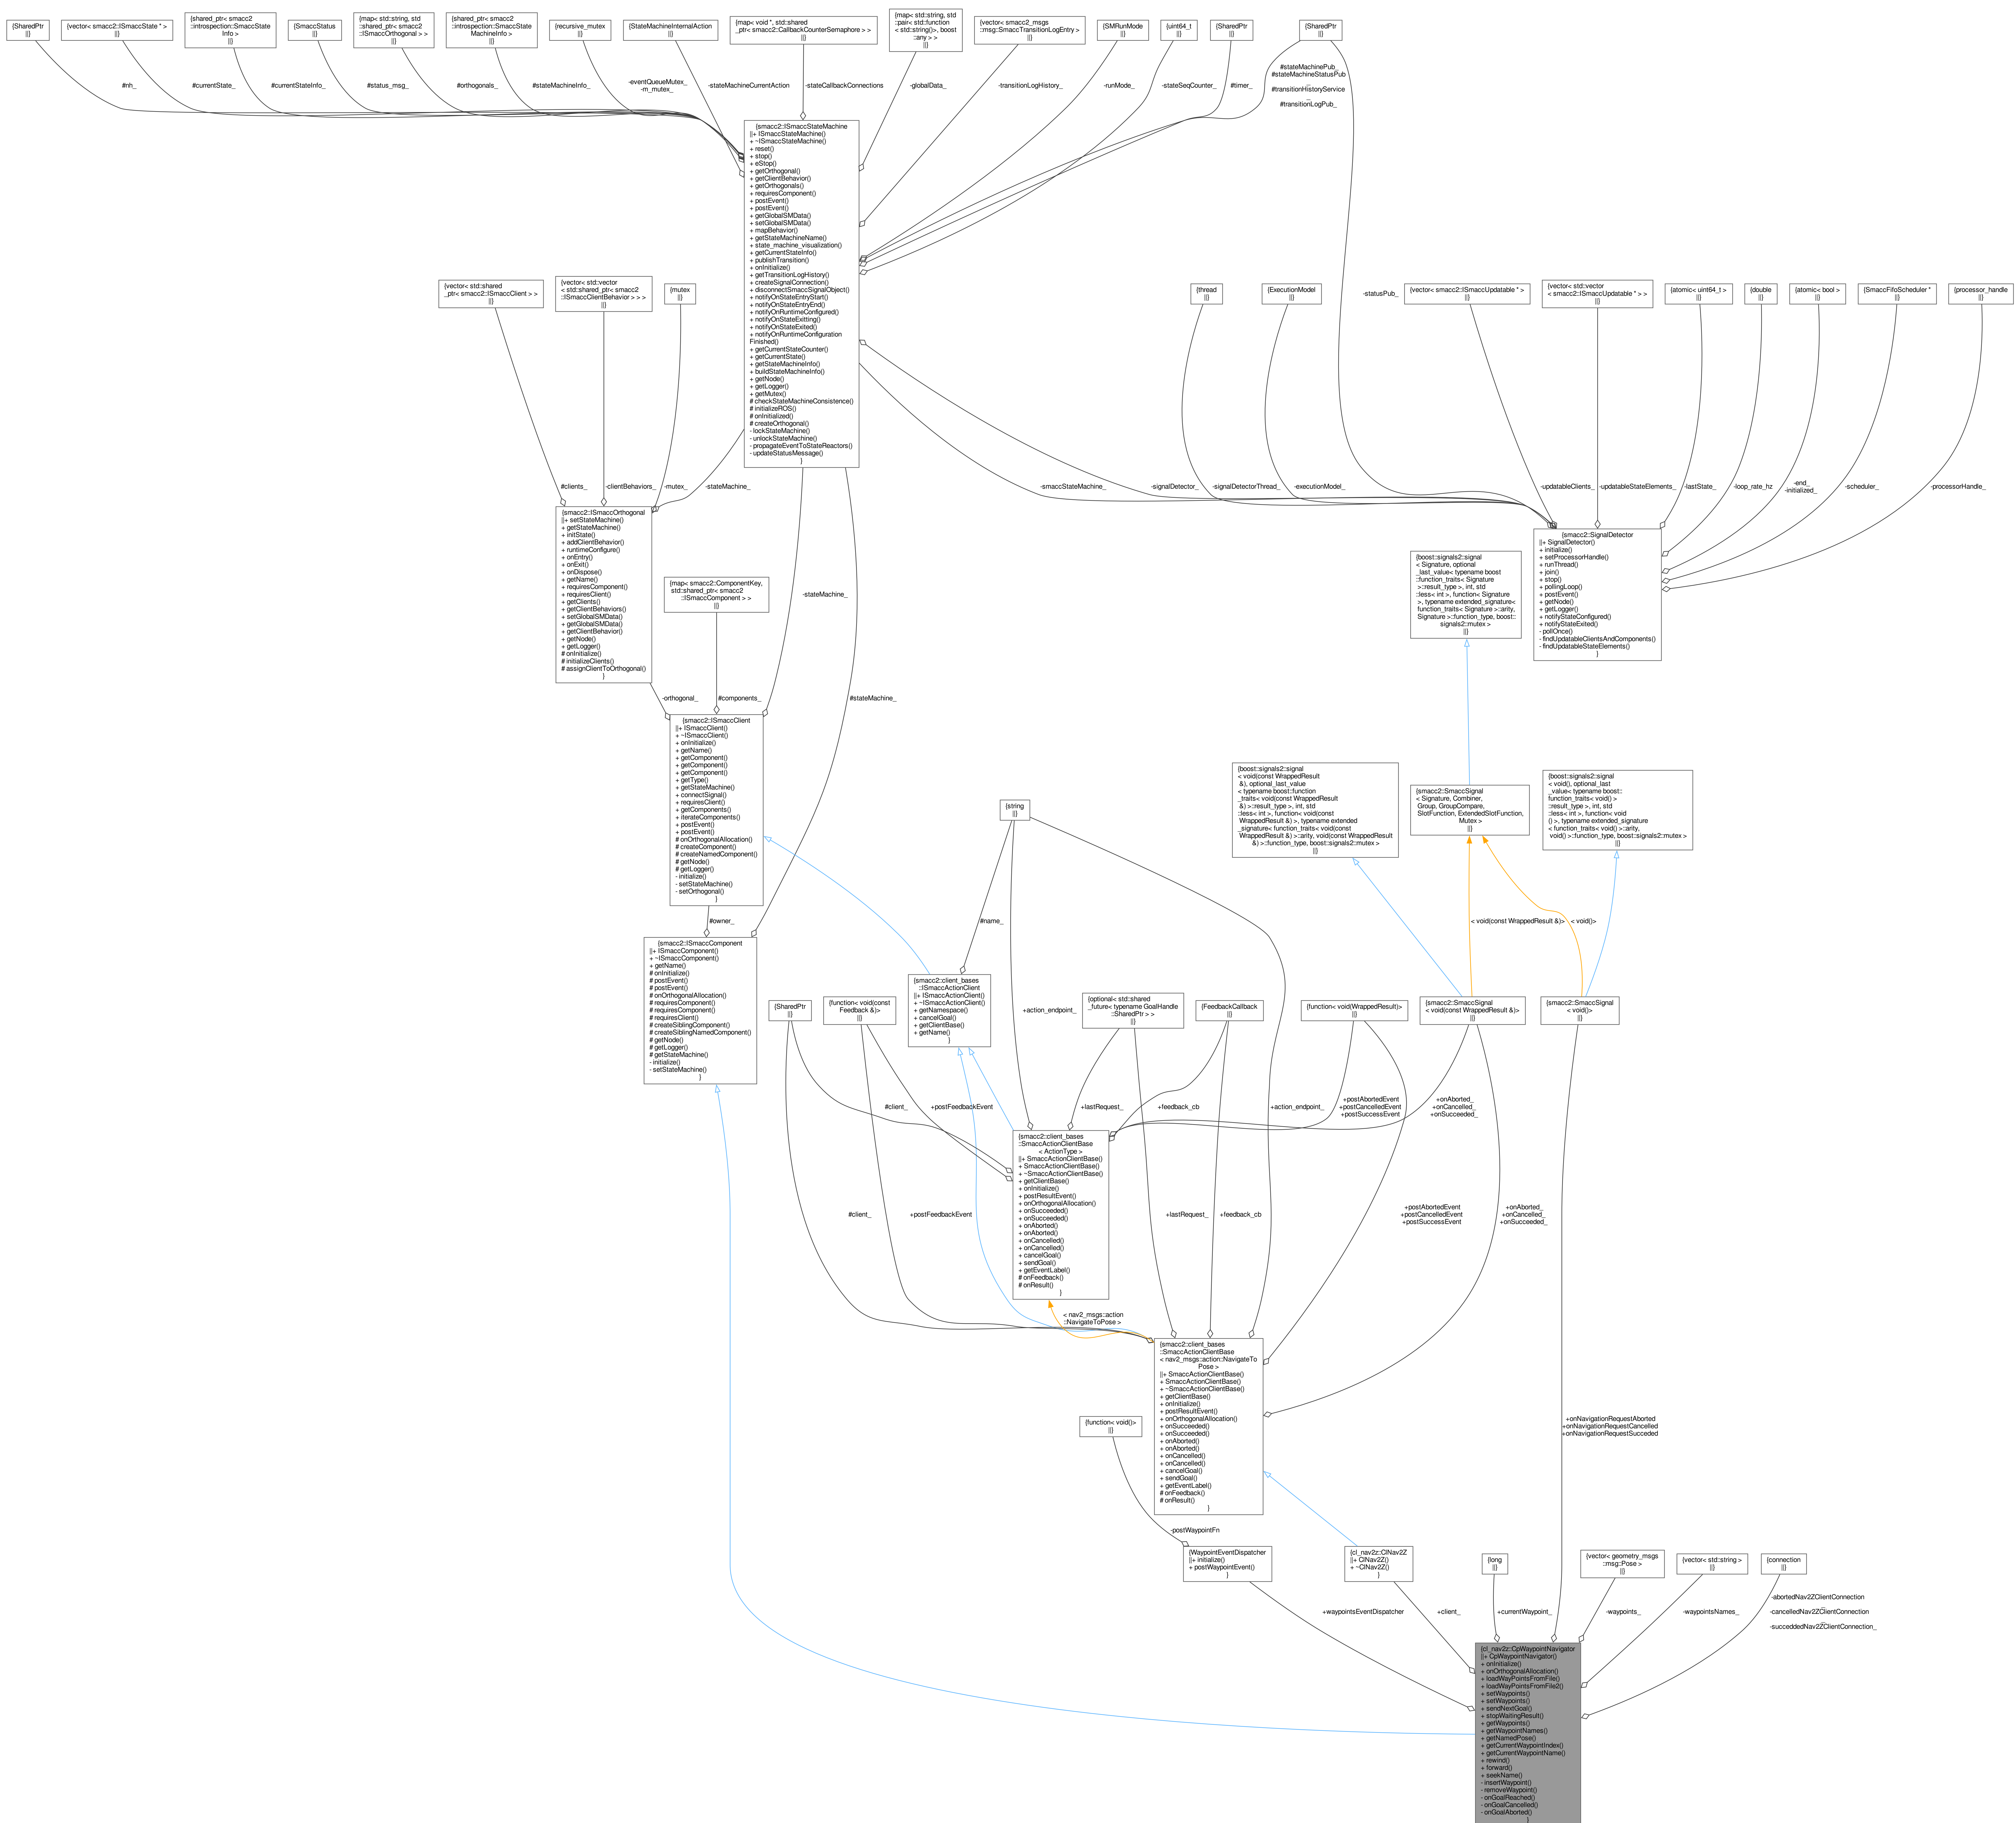 {SharedPtr
||}
{vector< smacc2::ISmaccState * >
||}
{shared_ptr< smacc2
::introspection::SmaccState
Info >
||}
{SmaccStatus
||}
{map< std::string, std
::shared_ptr< smacc2
::ISmaccOrthogonal > >
||}
{shared_ptr< smacc2
::introspection::SmaccState
MachineInfo >
||}
{recursive_mutex
||}
{StateMachineInternalAction
||}
{map< void *, std::shared
_ptr< smacc2::CallbackCounterSemaphore > >
||}
{map< std::string, std
::pair< std::function
< std::string()>, boost
::any > >
||}
{vector< smacc2_msgs
::msg::SmaccTransitionLogEntry >
||}
{SMRunMode
||}
{uint64_t
||}
{SharedPtr
||}
{SharedPtr
||}
#nh_
#currentState_
#currentStateInfo_
#status_msg_
#orthogonals_
#stateMachineInfo_
-eventQueueMutex_
-m_mutex_
-stateMachineCurrentAction
-stateCallbackConnections
-globalData_
-transitionLogHistory_
-runMode_
-stateSeqCounter_
#timer_
#stateMachinePub_
#stateMachineStatusPub
_
#transitionHistoryService
_
#transitionLogPub_
{smacc2::ISmaccStateMachine
||+ ISmaccStateMachine()
+ ~ISmaccStateMachine()
+ reset()
+ stop()
+ eStop()
+ getOrthogonal()
+ getClientBehavior()
+ getOrthogonals()
+ requiresComponent()
+ postEvent()
+ postEvent()
+ getGlobalSMData()
+ setGlobalSMData()
+ mapBehavior()
+ getStateMachineName()
+ state_machine_visualization()
+ getCurrentStateInfo()
+ publishTransition()
+ onInitialize()
+ getTransitionLogHistory()
+ createSignalConnection()
+ disconnectSmaccSignalObject()
+ notifyOnStateEntryStart()
+ notifyOnStateEntryEnd()
+ notifyOnRuntimeConfigured()
+ notifyOnStateExitting()
+ notifyOnStateExited()
+ notifyOnRuntimeConfiguration
Finished()
+ getCurrentStateCounter()
+ getCurrentState()
+ getStateMachineInfo()
+ buildStateMachineInfo()
+ getNode()
+ getLogger()
+ getMutex()
# checkStateMachineConsistence()
# initializeROS()
# onInitialized()
# createOrthogonal()
- lockStateMachine()
- unlockStateMachine()
- propagateEventToStateReactors()
- updateStatusMessage()
}
{vector< std::shared
_ptr< smacc2::ISmaccClient > >
||}
{vector< std::vector
< std::shared_ptr< smacc2
::ISmaccClientBehavior > > >
||}
{mutex
||}
{thread
||}
{ExecutionModel
||}
-statusPub_
{vector< smacc2::ISmaccUpdatable * >
||}
{vector< std::vector
< smacc2::ISmaccUpdatable * > >
||}
{atomic< uint64_t >
||}
{double
||}
{atomic< bool >
||}
{SmaccFifoScheduler *
||}
{processor_handle
||}
#clients_
-clientBehaviors_
-mutex_
-stateMachine_
-smaccStateMachine_
-signalDetector_
-signalDetectorThread_
-executionModel_
-updatableClients_
-updatableStateElements_
-lastState_
-loop_rate_hz
-end_
-initialized_
-scheduler_
-processorHandle_
{smacc2::ISmaccOrthogonal
||+ setStateMachine()
+ getStateMachine()
+ initState()
+ addClientBehavior()
+ runtimeConfigure()
+ onEntry()
+ onExit()
+ onDispose()
+ getName()
+ requiresComponent()
+ requiresClient()
+ getClients()
+ getClientBehaviors()
+ setGlobalSMData()
+ getGlobalSMData()
+ getClientBehavior()
+ getNode()
+ getLogger()
# onInitialize()
# initializeClients()
# assignClientToOrthogonal()
}
{smacc2::SignalDetector
||+ SignalDetector()
+ initialize()
+ setProcessorHandle()
+ runThread()
+ join()
+ stop()
+ pollingLoop()
+ postEvent()
+ getNode()
+ getLogger()
+ notifyStateConfigured()
+ notifyStateExited()
- pollOnce()
- findUpdatableClientsAndComponents()
- findUpdatableStateElements()
}
{boost::signals2::signal
< Signature, optional
_last_value< typename boost
::function_traits< Signature
>::result_type >, int, std
::less< int >, function< Signature
>, typename extended_signature<
function_traits< Signature >::arity,
Signature >::function_type, boost::
signals2::mutex >
||}
{map< smacc2::ComponentKey,
std::shared_ptr< smacc2
::ISmaccComponent > >
||}
-stateMachine_
-orthogonal_
#components_
#stateMachine_
{smacc2::ISmaccClient
||+ ISmaccClient()
+ ~ISmaccClient()
+ onInitialize()
+ getName()
+ getComponent()
+ getComponent()
+ getComponent()
+ getType()
+ getStateMachine()
+ connectSignal()
+ requiresClient()
+ getComponents()
+ iterateComponents()
+ postEvent()
+ postEvent()
# onOrthogonalAllocation()
# createComponent()
# createNamedComponent()
# getNode()
# getLogger()
- initialize()
- setStateMachine()
- setOrthogonal()
}
{boost::signals2::signal
< void(const WrappedResult
&), optional_last_value
< typename boost::function
_traits< void(const WrappedResult
&) >::result_type >, int, std
::less< int >, function< void(const
WrappedResult &) >, typename extended
_signature< function_traits< void(const
WrappedResult &) >::arity, void(const WrappedResult
&) >::function_type, boost::signals2::mutex >
||}
{smacc2::SmaccSignal
< Signature, Combiner,
Group, GroupCompare,
SlotFunction, ExtendedSlotFunction,
Mutex >
||}
{boost::signals2::signal
< void(), optional_last
_value< typename boost::
function_traits< void() >
::result_type >, int, std
::less< int >, function< void
() >, typename extended_signature
< function_traits< void() >::arity,
void() >::function_type, boost::signals2::mutex >
||}
{string
||}
#owner_
#name_
< void(const WrappedResult &)>
< void()>
{smacc2::ISmaccComponent
||+ ISmaccComponent()
+ ~ISmaccComponent()
+ getName()
# onInitialize()
# postEvent()
# postEvent()
# onOrthogonalAllocation()
# requiresComponent()
# requiresComponent()
# requiresClient()
# createSiblingComponent()
# createSiblingNamedComponent()
# getNode()
# getLogger()
# getStateMachine()
- initialize()
- setStateMachine()
}
{SharedPtr
||}
{function< void(const
Feedback &)>
||}
{smacc2::client_bases
::ISmaccActionClient
||+ ISmaccActionClient()
+ ~ISmaccActionClient()
+ getNamespace()
+ cancelGoal()
+ getClientBase()
+ getName()
}
+action_endpoint_
{optional< std::shared
_future< typename GoalHandle
::SharedPtr > >
||}
{FeedbackCallback
||}
{function< void(WrappedResult)>
||}
{smacc2::SmaccSignal
< void(const WrappedResult &)>
||}
{smacc2::SmaccSignal
< void()>
||}
#client_
+postFeedbackEvent
+lastRequest_
+feedback_cb
+action_endpoint_
+postAbortedEvent
+postCancelledEvent
+postSuccessEvent
+onAborted_
+onCancelled_
+onSucceeded_
{smacc2::client_bases
::SmaccActionClientBase
< ActionType >
||+ SmaccActionClientBase()
+ SmaccActionClientBase()
+ ~SmaccActionClientBase()
+ getClientBase()
+ onInitialize()
+ postResultEvent()
+ onOrthogonalAllocation()
+ onSucceeded()
+ onSucceeded()
+ onAborted()
+ onAborted()
+ onCancelled()
+ onCancelled()
+ cancelGoal()
+ sendGoal()
+ getEventLabel()
# onFeedback()
# onResult()
}
#client_
+postFeedbackEvent
+lastRequest_
+feedback_cb
+postAbortedEvent
+postCancelledEvent
+postSuccessEvent
+onAborted_
+onCancelled_
+onSucceeded_
< nav2_msgs::action
::NavigateToPose >
{smacc2::client_bases
::SmaccActionClientBase
< nav2_msgs::action::NavigateTo
Pose >
||+ SmaccActionClientBase()
+ SmaccActionClientBase()
+ ~SmaccActionClientBase()
+ getClientBase()
+ onInitialize()
+ postResultEvent()
+ onOrthogonalAllocation()
+ onSucceeded()
+ onSucceeded()
+ onAborted()
+ onAborted()
+ onCancelled()
+ onCancelled()
+ cancelGoal()
+ sendGoal()
+ getEventLabel()
# onFeedback()
# onResult()
}
{function< void()>
||}
+onNavigationRequestAborted
+onNavigationRequestCancelled
+onNavigationRequestSucceded
-postWaypointFn
{WaypointEventDispatcher
||+ initialize()
+ postWaypointEvent()
}
{cl_nav2z::ClNav2Z
||+ ClNav2Z()
+ ~ClNav2Z()
}
{long
||}
{vector< geometry_msgs
::msg::Pose >
||}
{vector< std::string >
||}
{connection
||}
+waypointsEventDispatcher
+client_
+currentWaypoint_
-waypoints_
-waypointsNames_
-abortedNav2ZClientConnection
_
-cancelledNav2ZClientConnection
_
-succeddedNav2ZClientConnection_
{cl_nav2z::CpWaypointNavigator
||+ CpWaypointNavigator()
+ onInitialize()
+ onOrthogonalAllocation()
+ loadWayPointsFromFile()
+ loadWayPointsFromFile2()
+ setWaypoints()
+ setWaypoints()
+ sendNextGoal()
+ stopWaitingResult()
+ getWaypoints()
+ getWaypointNames()
+ getNamedPose()
+ getCurrentWaypointIndex()
+ getCurrentWaypointName()
+ rewind()
+ forward()
+ seekName()
- insertWaypoint()
- removeWaypoint()
- onGoalReached()
- onGoalCancelled()
- onGoalAborted()
}